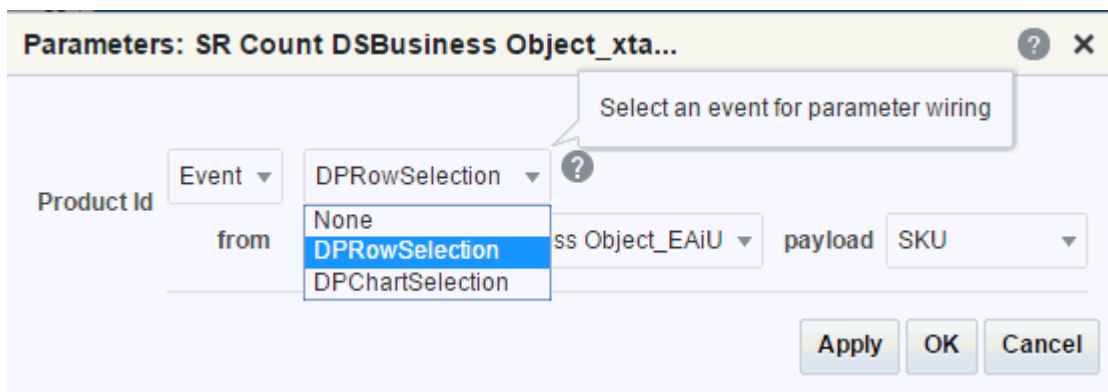 Parameters: SR Count DSBusiness Object_xta...
Select an event for parameter wiring
Event DPRowSelection
Product Id
None
from ss Object_EAiU payload SKU
DPRowSelection
DPChartSelection
Apply OK Cancel